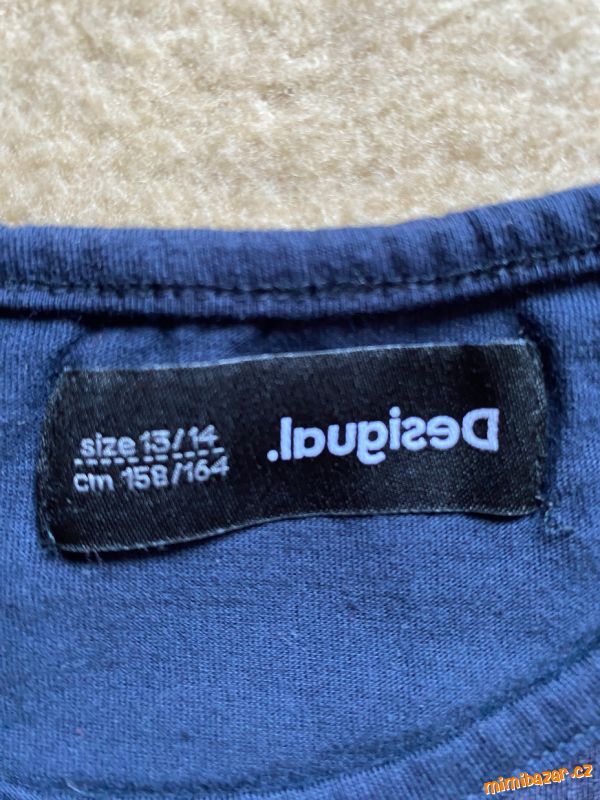 size 13/14
cm 158/164
Desigual.
mimibazar.cz